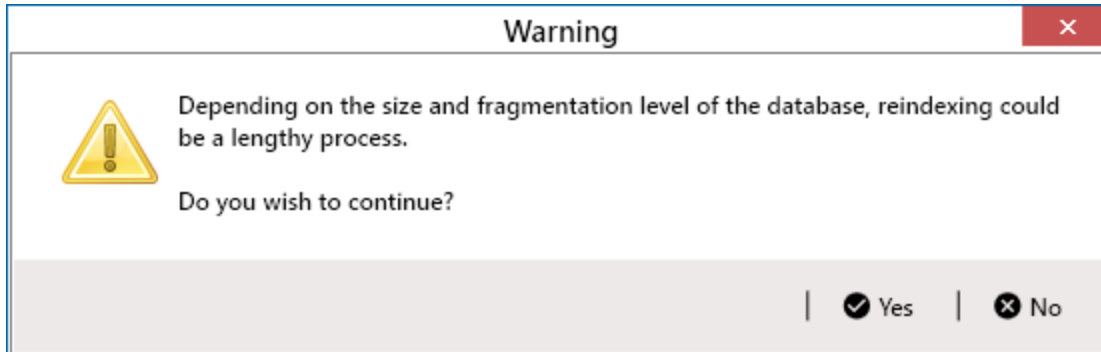 Warning
Depending on the size and fragmentation level of the database, reindexing could
be a lengthy process.
Do you wish to continue?
Yes
No